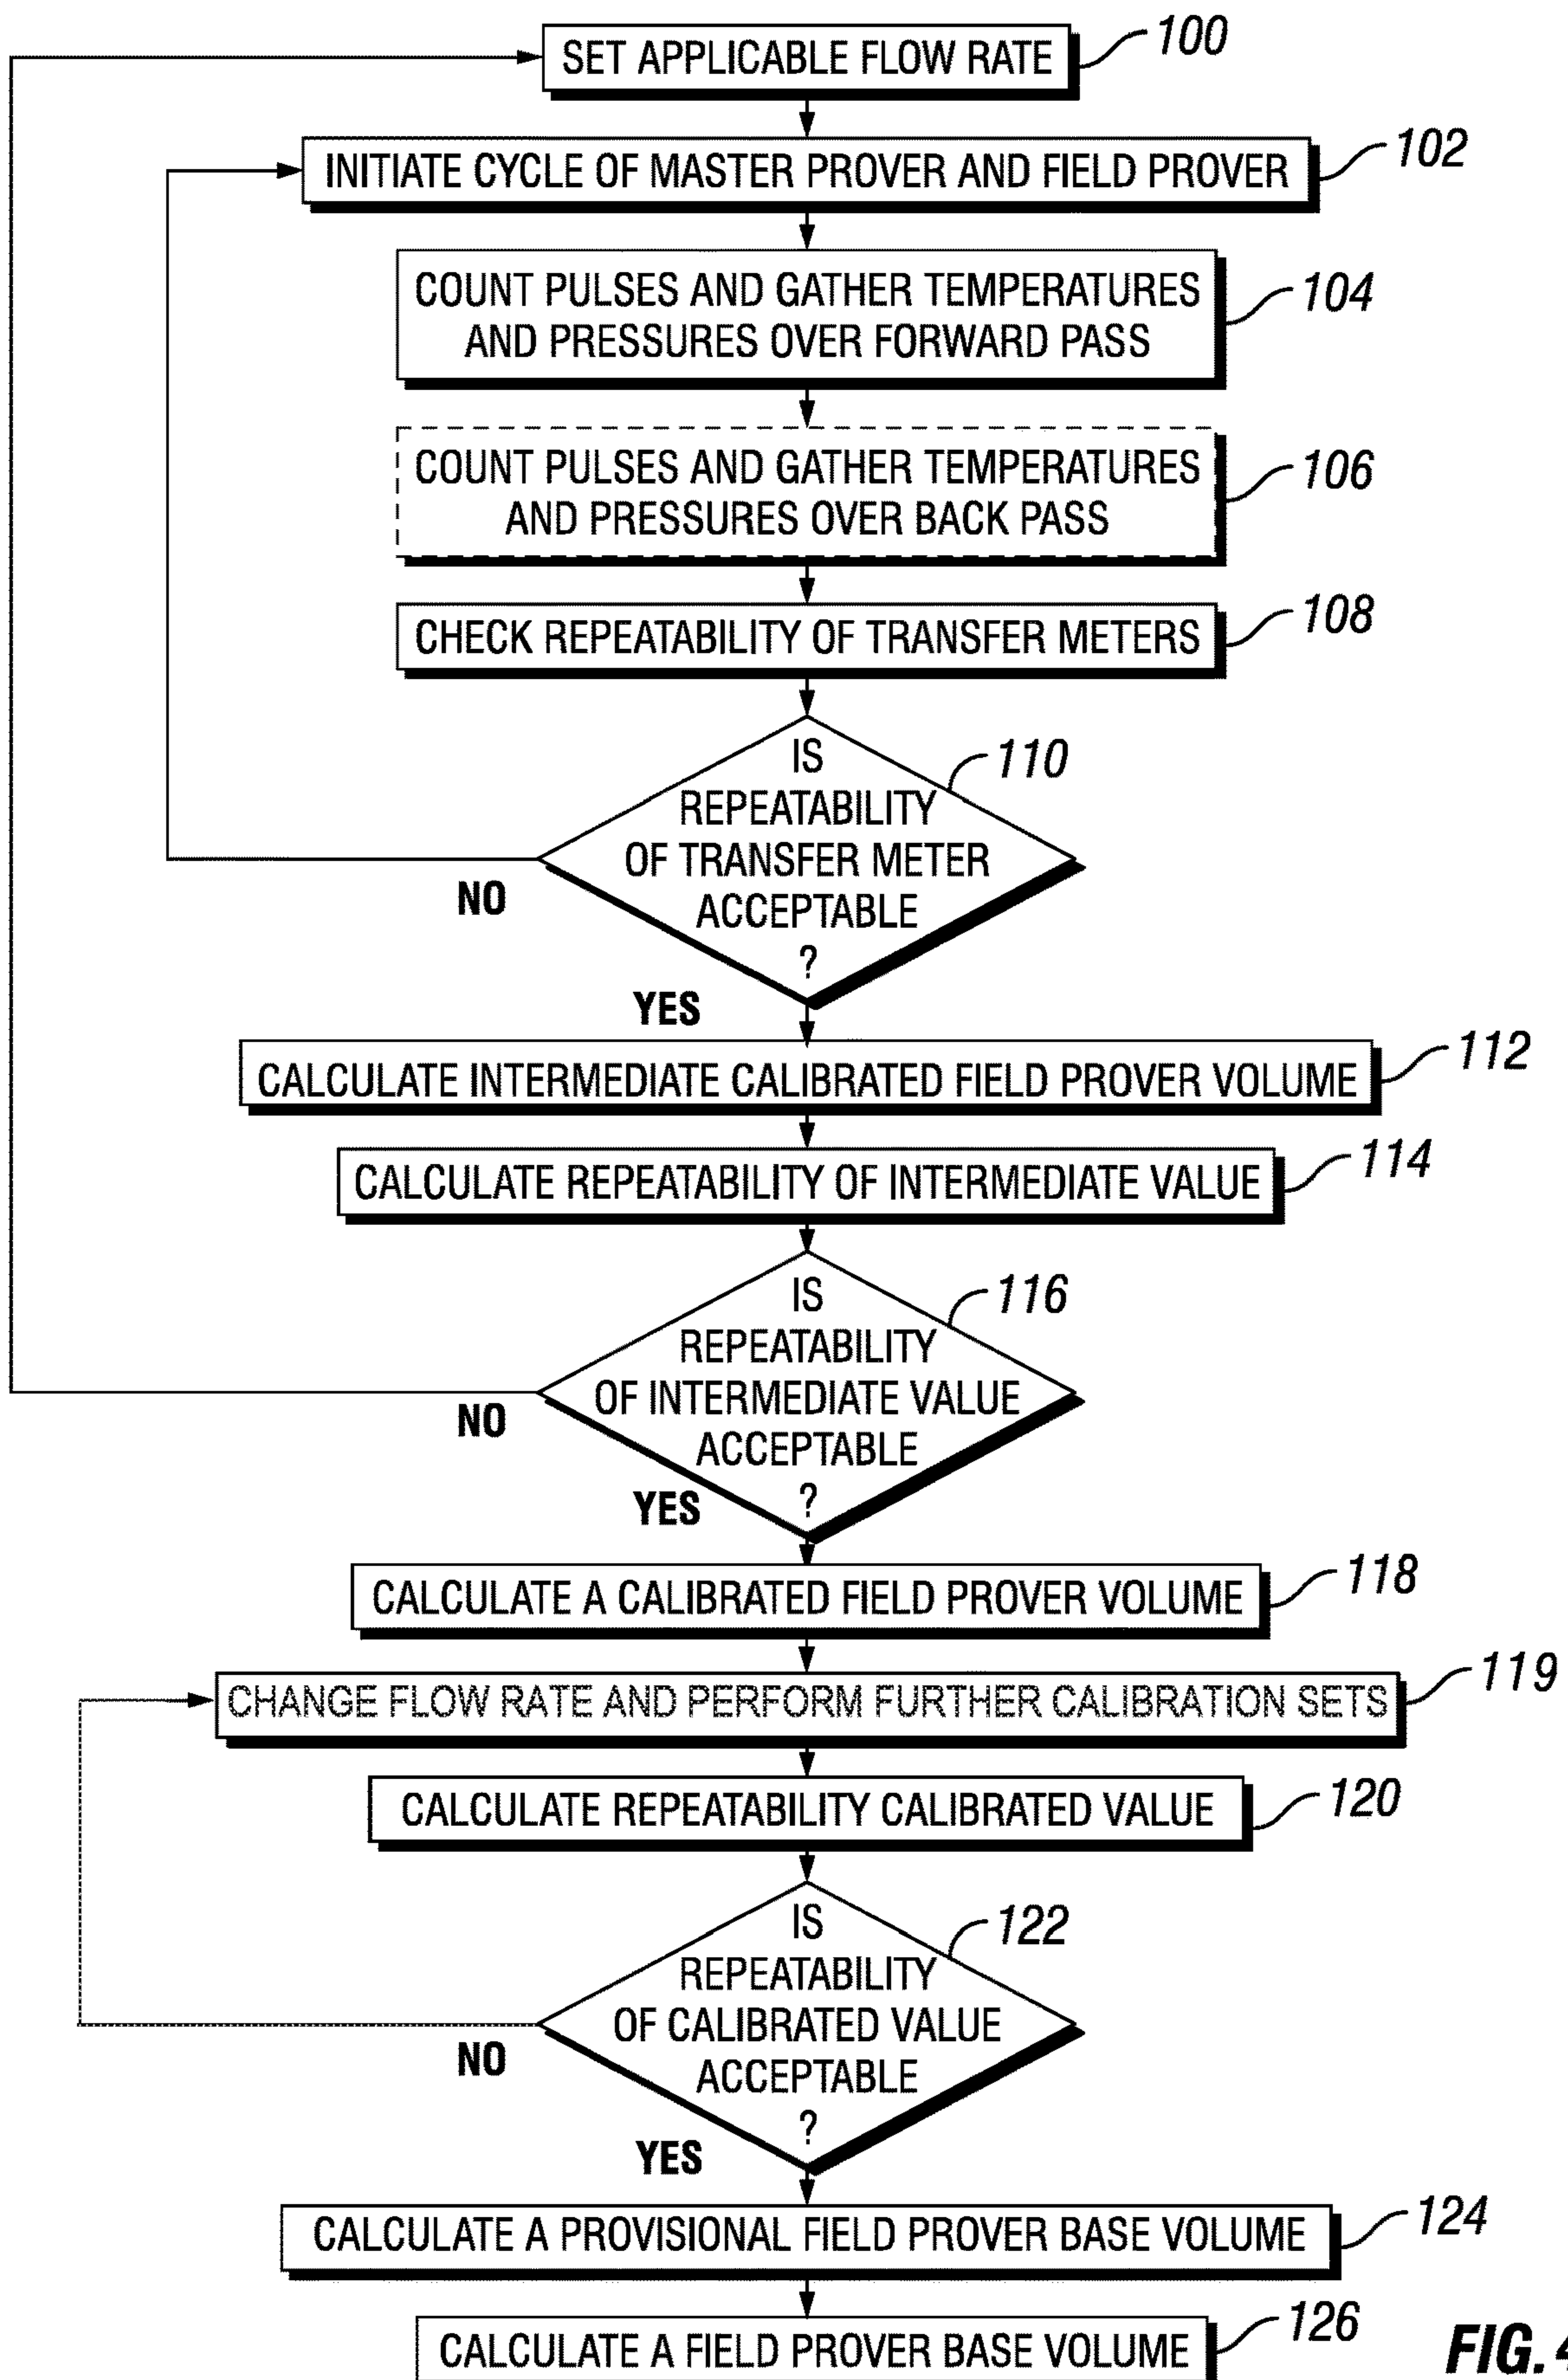 SET APPLICABLE FLOW RATE
100
INITIATE CYCLE OF MASTER PROVER AND FIELD PROVER
102
COUNT PULSES AND GATHER TEMPERATURES
AND PRESSURES OVER FORWARD PASS
104
COUNT PULSES AND GATHER TEMPERATURES
AND PRESSURES OVER BACK PASS
106
CHECK REPEATABILITY OF TRANSFER METERS
108
IS
REPEATABILITY
OF TRANSFER METER
ACCEPTABLE
?
110
NO
YES
CALCULATE INTERMEDIATE CALIBRATED FIELD PROVER VOLUME
112
CALCULATE REPEATABILITY OF INTERMEDIATE VALUE
114
IS
REPEATABILITY
OF INTERMEDIATE VALUE
ACCEPTABLE
?
116
NO
YES
CALCULATE A CALIBRATED FIELD PROVER VOLUME
118
CHANGE FLOW RATE AND PERFORM FURTHER CALIBRATION SETS
119
CALCULATE REPEATABILITY CALIBRATED VALUE
120
IS
REPEATABILITY
OF CALIBRATED VALUE
ACCEPTABLE
?
122
NO
YES
CALCULATE A PROVISIONAL FIELD PROVER BASE VOLUME
124
CALCULATE A FIELD PROVER BASE VOLUME
126
FIG. 4